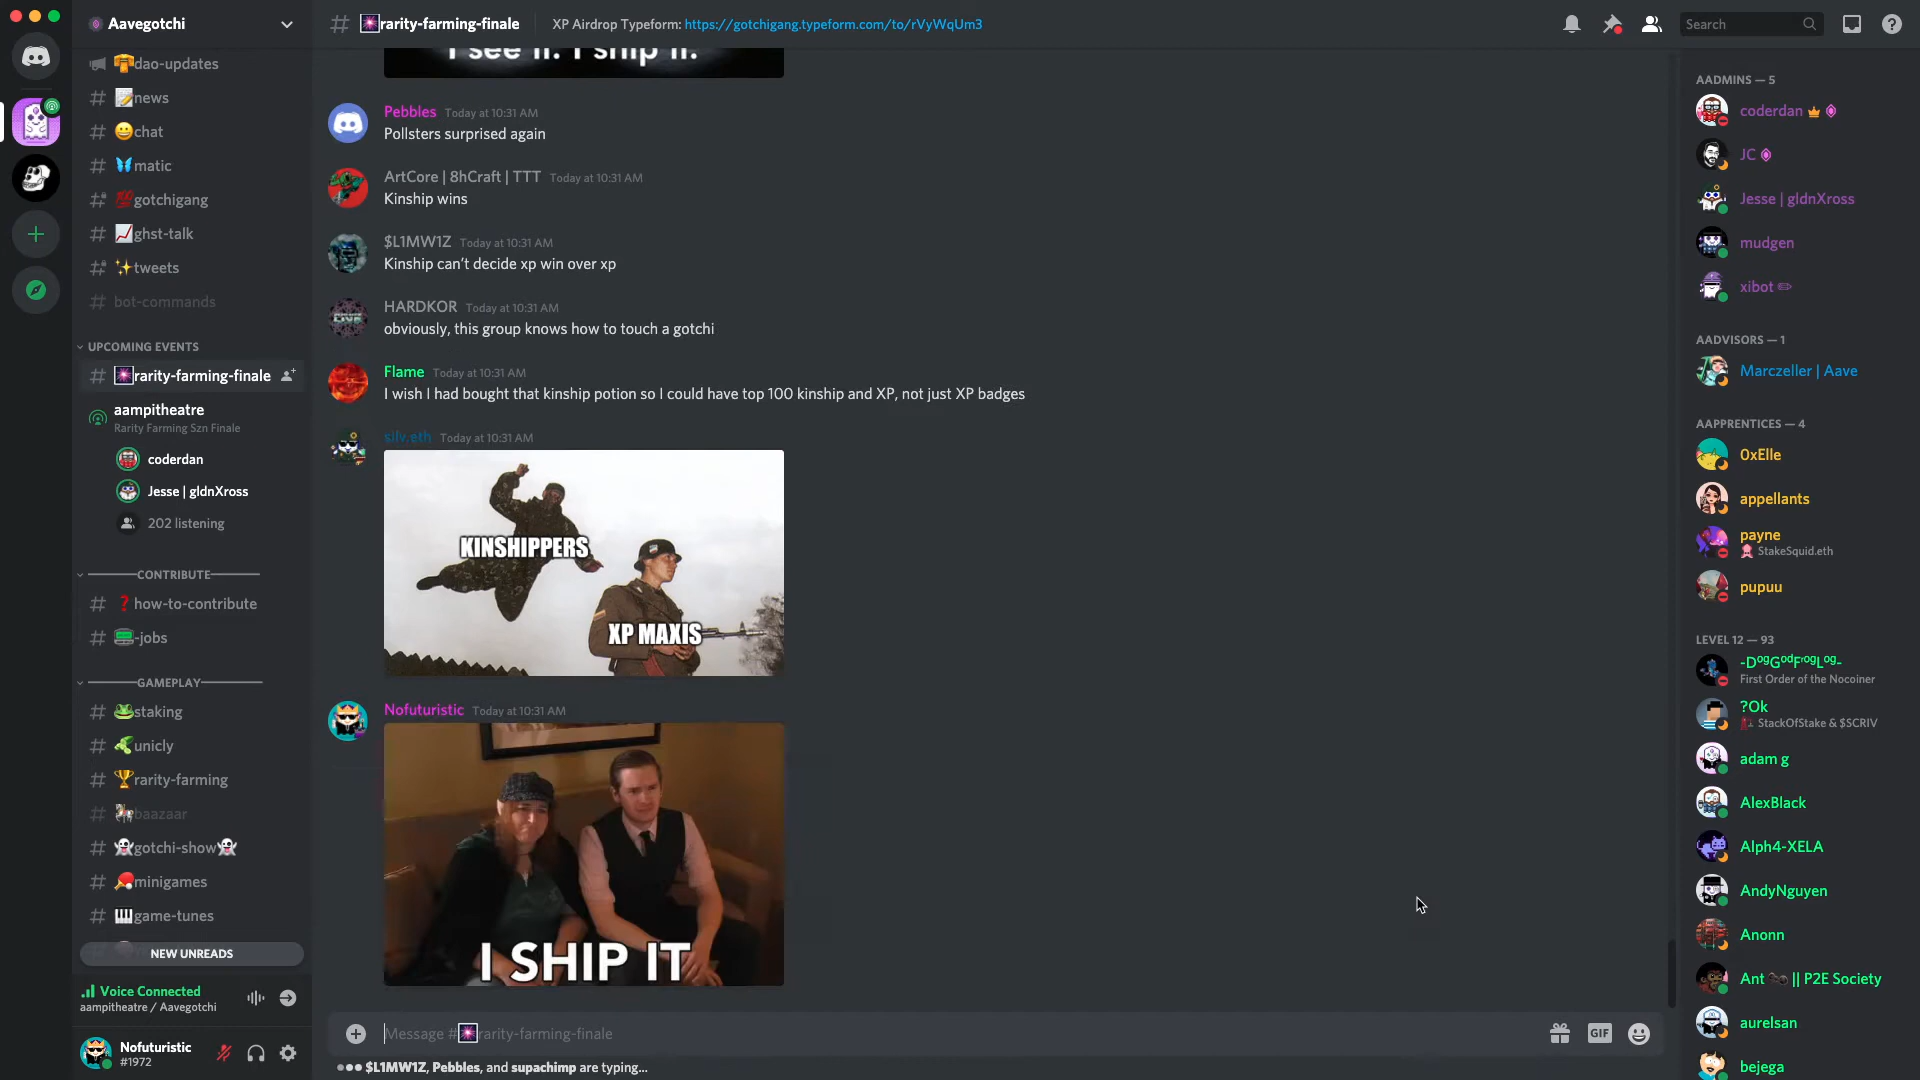 Aavegotchi
dao-updates
news
chat
matic
gotchigang
ghst-talk
tweets
bot-commands
UPCOMING EVENTS
rarity-farming-finale
aampitheatre
Rarity Farming Szn Finale
coderdan
Jesse | gldnXross
202 listening
CONTRIBUTE
how-to-contribute
-jobs
GAMEPLAY
staking
unicly
rarity-farming
baazaar
gotchi-show
minigames
game-tunes
NEW UNREADS
Voice Connected
aampitheatre / Aavegotchi
Nofuturistic
#1972
rarity-farming-finale
XP Airdrop Typeform: https://gotchigang.typeform.com/to/rVyWqUm3
Search
I see it. I ship it.
Pebbles Today at 10:31 AM
Pollsters surprised again
ArtCore | 8hCraft | TTT Today at 10:31 AM
Kinship wins
$L1MW1Z Today at 10:31 AM
Kinship can't decide xp win over xp
HARDKOR Today at 10:31 AM
obviously, this group knows how to touch a gotchi
Flame Today at 10:31 AM
I wish I had bought that kinship potion so I could have top 100 kinship and XP, not just XP badges
silv.eth Today at 10:31 AM
KINSHIPPERS
XP MAXIS
Nofuturistic Today at 10:31 AM
I SHIP IT
Message #rarity-farming-finale
GIF
$L1MW1Z, Pebbles, and supachimp are typing...
AADMINS — 5
coderdan
JC
Jesse | gldnXross
mudgen
xibot
AADVISORS — 1
Marczeller | Aave
AAPPRENTICES — 4
0xElle
appellants
payne
StakeSquid.eth
pupuu
LEVEL 12 — 93
-DᵒᵍGᵒᵈFʳᵒᵍLᵒᵍ-
First Order of the Nocoiner
?Ok
StackOfStake & $SCRIV
adam g
AlexBlack
Alph4-XELA
AndyNguyen
Anonn
Ant || P2E Society
aurelsan
bejega